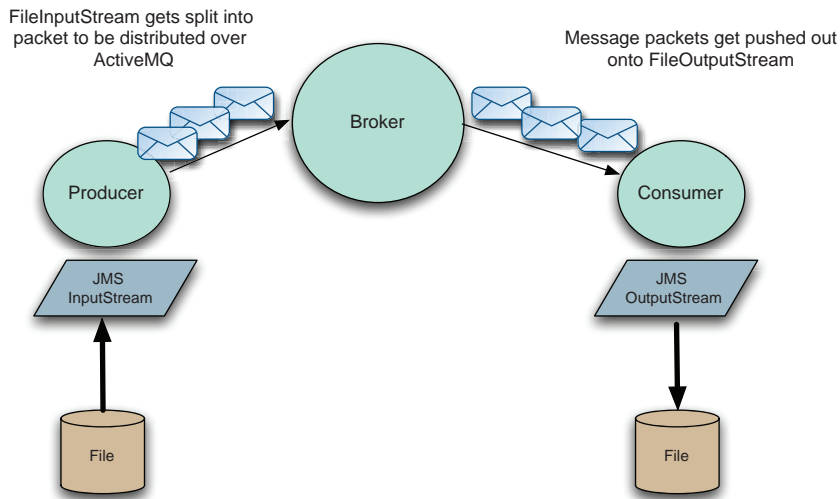 FileInputStream gets split into
packet to be distributed over
ActiveMQ
Message packets get pushed out
onto FileOutputStream
Broker
Producer
Consumer
JMS
InputStream
JMS
OutputStream
File
File